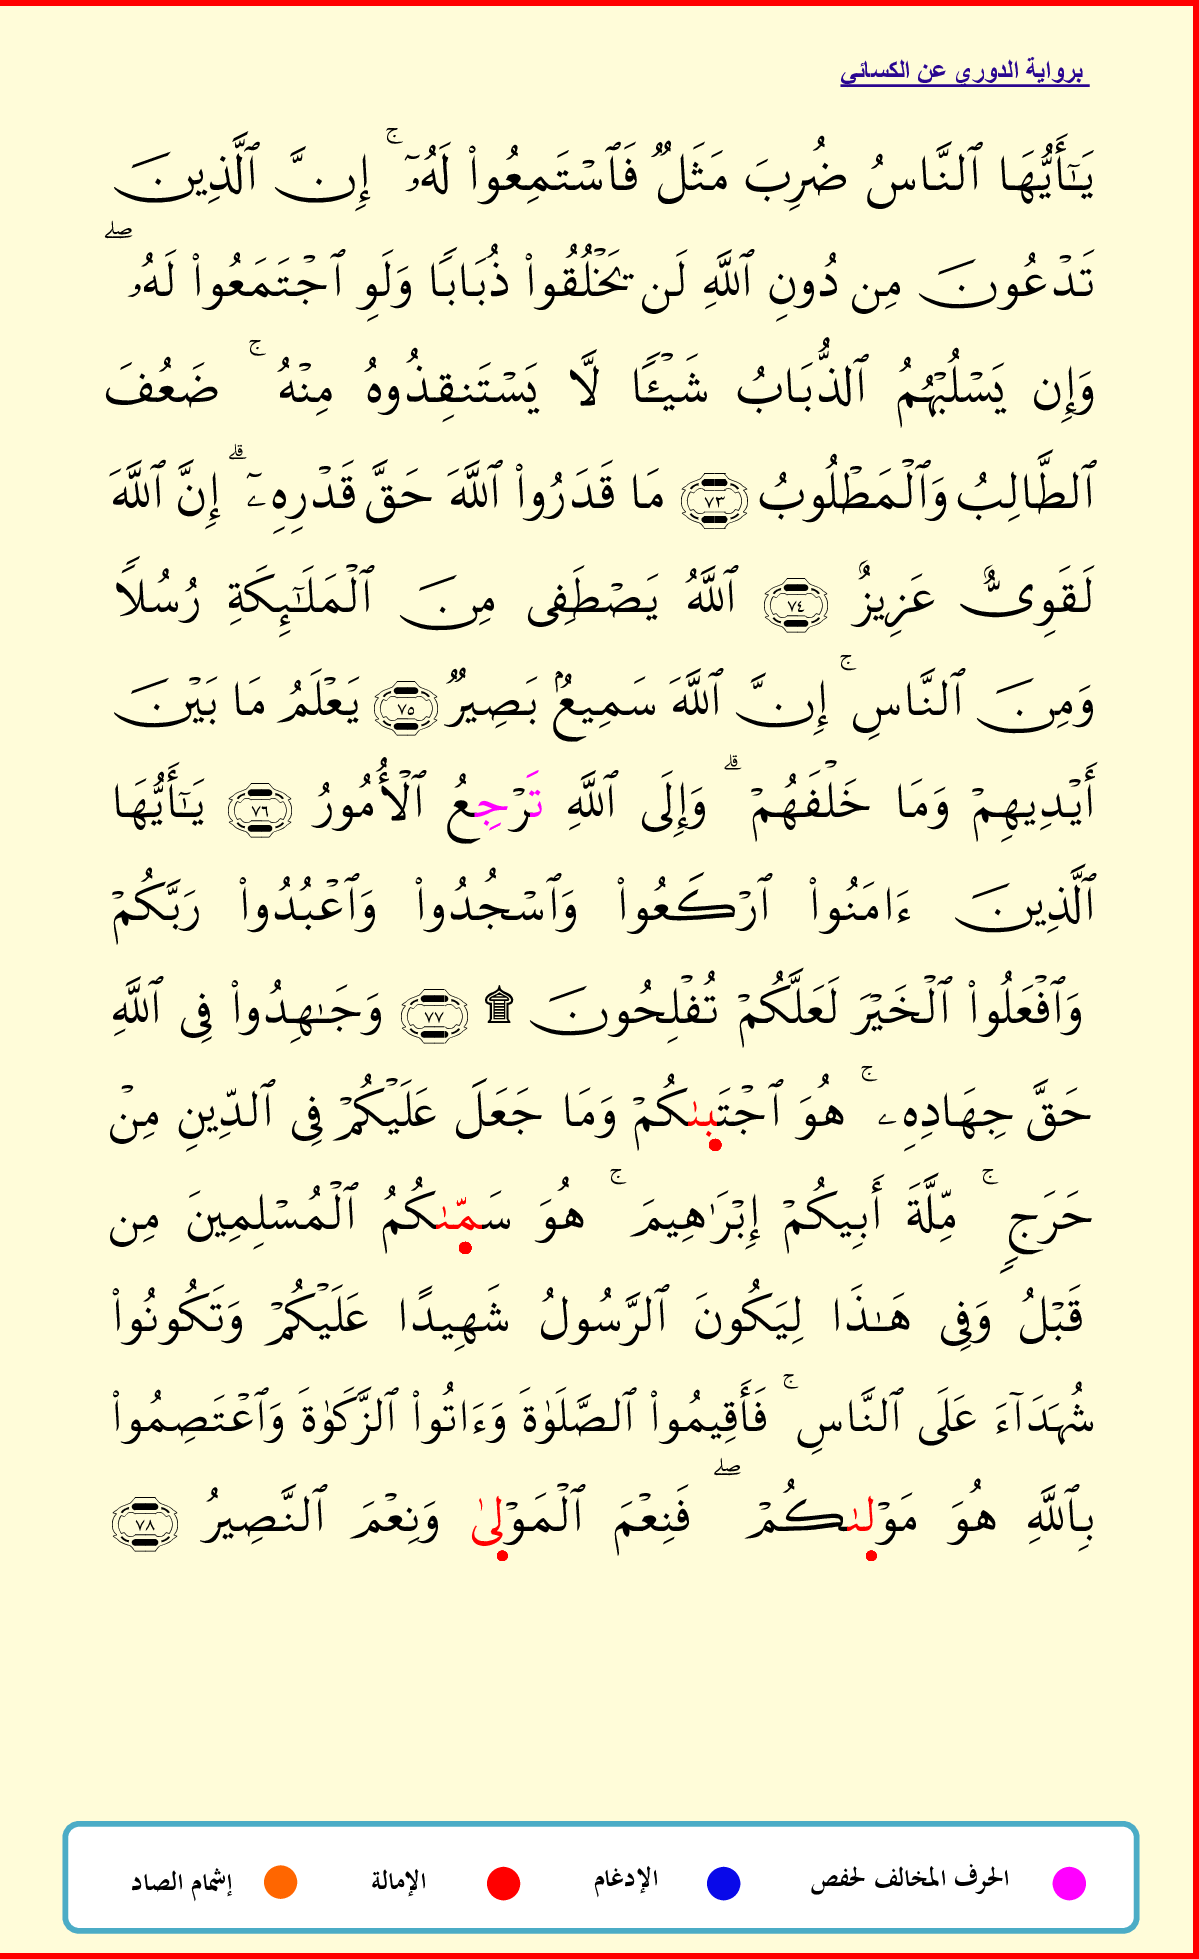 برواية الدوري عن الكسائي
يَـٰٓأَيُّهَا ٱلنَّاسُ ضُرِبَ مَثَلٌ فَٱسْتَمِعُوا۟ لَهُۥٓ ۚ إِنَّ ٱلَّذِينَ
تَدْعُونَ مِن دُونِ ٱللَّهِ لَن يَخْلُقُوا۟ ذُبَابًا وَلَوِ ٱجْتَمَعُوا۟ لَهُۥ ۖ
وَإِن يَسْلُبْهُمُ ٱلذُّبَابُ شَيْـًٔا لَّا يَسْتَنقِذُوهُ مِنْهُ ۚ ضَعُفَ
ٱلطَّالِبُ وَٱلْمَطْلُوبُ ٧٣ مَا قَدَرُوا۟ ٱللَّهَ حَقَّ قَدْرِهِۦٓ ۗ إِنَّ ٱللَّهَ
لَقَوِىٌّ عَزِيزٌ ٧٤ ٱللَّهُ يَصْطَفِى مِنَ ٱلْمَلَـٰٓئِكَةِ رُسُلًا
وَمِنَ ٱلنَّاسِ ۚ إِنَّ ٱللَّهَ سَمِيعٌۢ بَصِيرٌ ٧٥ يَعْلَمُ مَا بَيْنَ
أَيْدِيهِمْ وَمَا خَلْفَهُمْ ۗ وَإِلَى ٱللَّهِ تَرْجِعُ ٱلْأُمُورُ ٧٦ يَـٰٓأَيُّهَا
ٱلَّذِينَ ءَامَنُوا۟ ٱرْكَعُوا۟ وَٱسْجُدُوا۟ وَٱعْبُدُوا۟ رَبَّكُمْ
وَٱفْعَلُوا۟ ٱلْخَيْرَ لَعَلَّكُمْ تُفْلِحُونَ ۩ ٧٧ وَجَـٰهِدُوا۟ فِى ٱللَّهِ
حَقَّ جِهَادِهِۦ ۚ هُوَ ٱجْتَبىٰكُمْ وَمَا جَعَلَ عَلَيْكُمْ فِى ٱلدِّينِ مِنْ
حَرَجٍ ۚ مِّلَّةَ أَبِيكُمْ إِبْرَٰهِيمَ ۚ هُوَ سَمّىٰكُمُ ٱلْمُسْلِمِينَ مِن
قَبْلُ وَفِى هَـٰذَا لِيَكُونَ ٱلرَّسُولُ شَهِيدًا عَلَيْكُمْ وَتَكُونُوا۟
شُهَدَآءَ عَلَى ٱلنَّاسِ ۚ فَأَقِيمُوا۟ ٱلصَّلَوٰةَ وَءَاتُوا۟ ٱلزَّكَوٰةَ وَٱعْتَصِمُوا۟
بِٱللَّهِ هُوَ مَوْلىٰكُمْ ۖ فَنِعْمَ ٱلْمَوْلىٰ وَنِعْمَ ٱلنَّصِيرُ ٧٨
الحرف المخالف لحفص الإدغام الإمالة إشمام الصاد